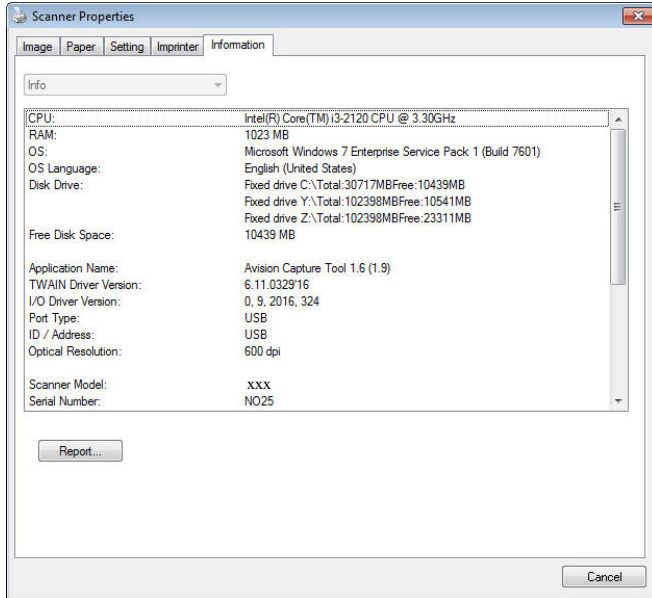 Scanner Properties
Image Paper Setting Imprinter Information
Info
CPU: Intel(R) Core(TM) i3-2120 CPU @ 3.30GHz
RAM: 1023 MB
OS: Microsoft Windows 7 Enterprise Service Pack 1 (Build 7601)
OS Language: English (United States)
Disk Drive: Fixed drive C:\Total:30717MBFree:10439MB
Fixed drive Y:\Total:102398MBFree:10541MB
Fixed drive Z:\Total:102398MBFree:23311MB
Free Disk Space: 10439 MB
Application Name: Avision Capture Tool 1.6 (1.9)
TWAIN Driver Version: 6.11.0329'16
I/O Driver Version: 0, 9, 2016, 324
Port Type: USB
ID / Address: USB
Optical Resolution: 600 dpi
Scanner Model: xxx
Serial Number: NO25
Report...
Cancel